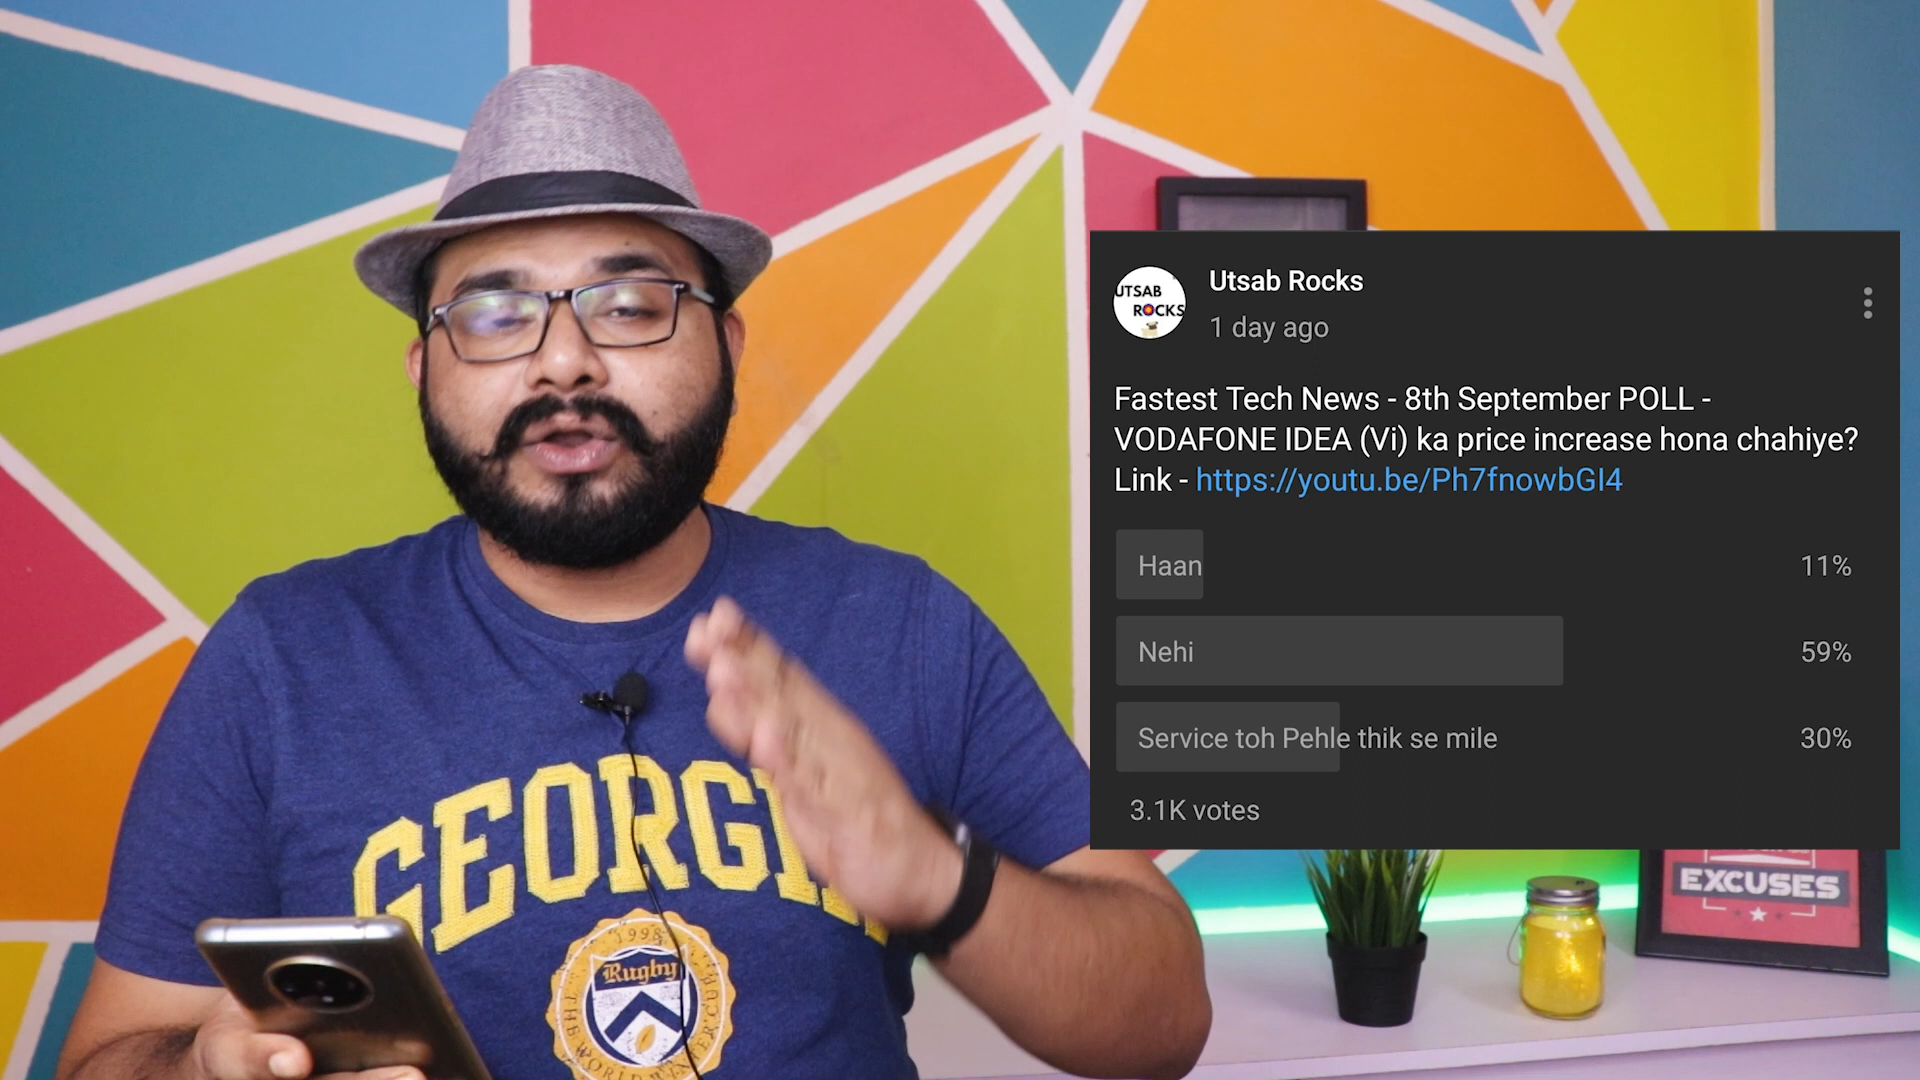 UTSAB
ROCKS
Utsab Rocks
1 day ago
Fastest Tech News - 8th September POLL -
VODAFONE IDEA (Vi) ka price increase hona chahiye?
Link - https://youtu.be/Ph7fnowbGI4
Haan 11%
Nehi 59%
Service toh Pehle thik se mile 30%
3.1K votes
EXCUSES
1998
Rugby